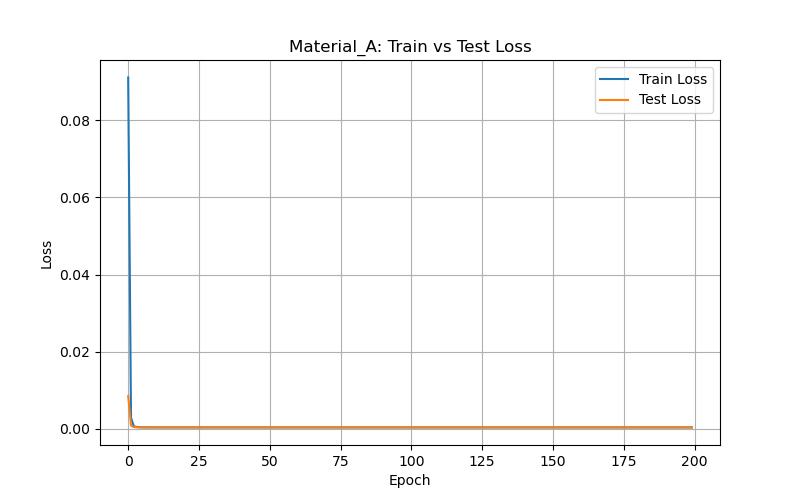 Material_A: Train vs Test Loss
Train Loss
Test Loss
Loss
0.08
0.06
0.04
0.02
0.00
0 25 50 75 100 125 150 175 200
Epoch